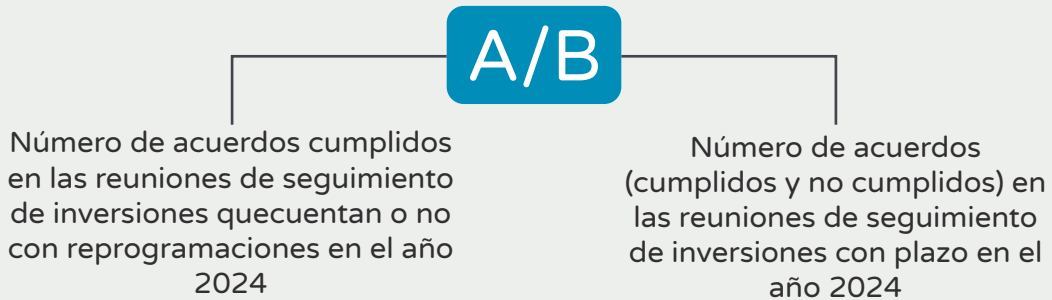 A/B
Número de acuerdos cumplidos
en las reuniones de seguimiento
de inversiones quecuentan o no
con reprogramaciones en el año
2024
Número de acuerdos
(cumplidos y no cumplidos) en
las reuniones de seguimiento
de inversiones con plazo en el
año 2024